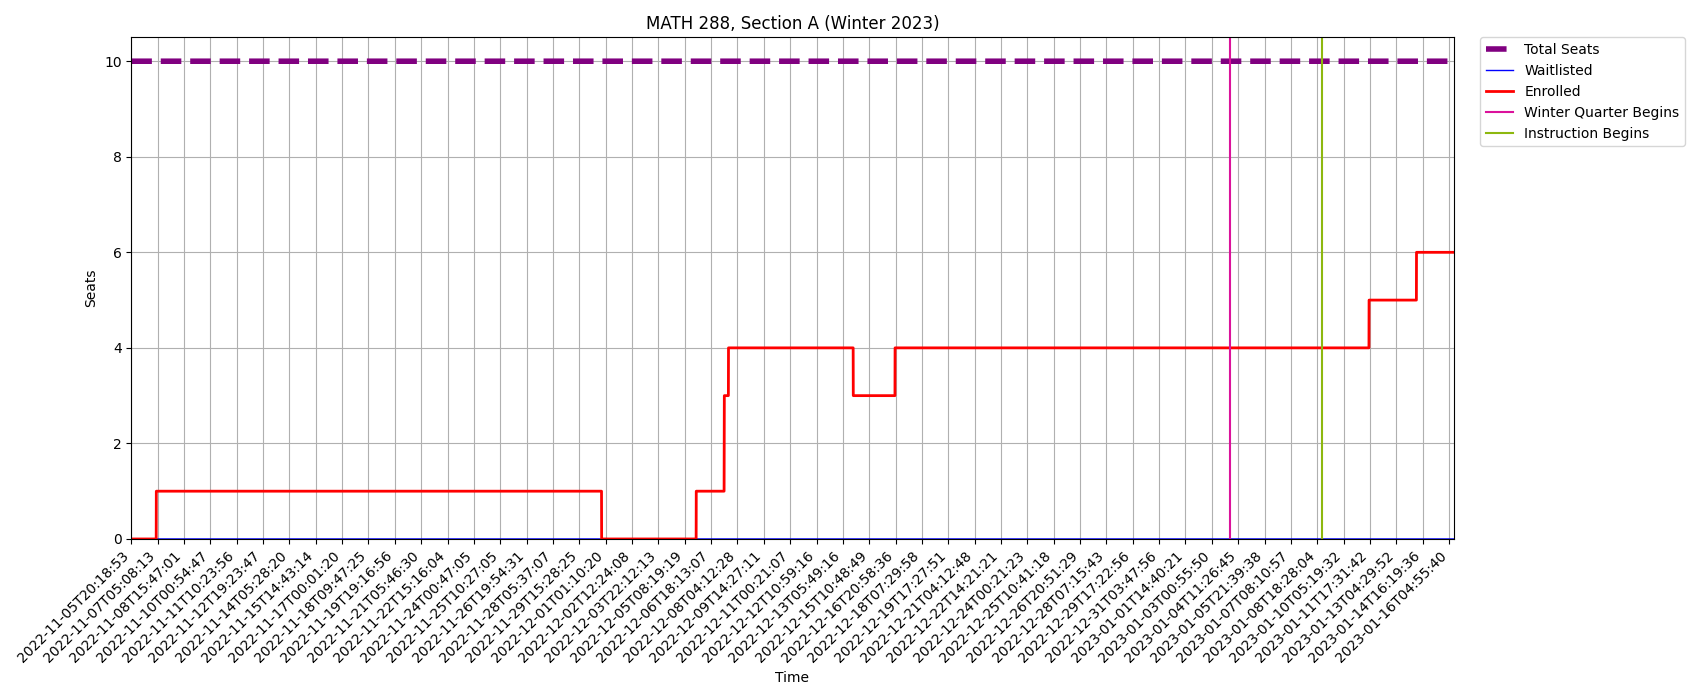 MATH 288, Section A (Winter 2023)
Total Seats
Waitlisted
Enrolled
Winter Quarter Begins
Instruction Begins
Seats
10
8
6
4
2
0
2022-11-05T20:18:53
2022-11-07T05:08:13
2022-11-08T15:47:01
2022-11-10T00:54:47
2022-11-11T10:23:56
2022-11-12T19:23:47
2022-11-14T05:28:20
2022-11-15T14:43:14
2022-11-17T00:01:20
2022-11-18T09:47:25
2022-11-19T19:16:56
2022-11-21T05:46:30
2022-11-22T15:16:04
2022-11-24T00:47:05
2022-11-25T10:27:05
2022-11-26T19:54:31
2022-11-28T05:37:07
2022-11-29T15:28:25
2022-12-01T01:10:20
2022-12-02T12:24:08
2022-12-03T22:12:13
2022-12-05T08:19:19
2022-12-06T18:13:07
2022-12-08T04:12:28
2022-12-09T14:27:11
2022-12-11T00:21:07
2022-12-12T10:59:16
2022-12-13T05:49:16
2022-12-15T10:48:49
2022-12-16T20:58:36
2022-12-18T07:29:58
2022-12-19T17:27:51
2022-12-21T04:12:48
2022-12-22T14:21:21
2022-12-24T00:21:23
2022-12-25T10:41:18
2022-12-26T20:51:29
2022-12-28T07:15:43
2022-12-29T17:22:56
2022-12-31T03:47:56
2023-01-01T14:40:21
2023-01-03T00:55:50
2023-01-04T11:26:45
2023-01-05T21:39:38
2023-01-07T08:10:57
2023-01-08T18:28:04
2023-01-10T05:19:32
2023-01-11T17:31:42
2023-01-13T04:29:52
2023-01-14T16:19:36
2023-01-16T04:55:40
Time